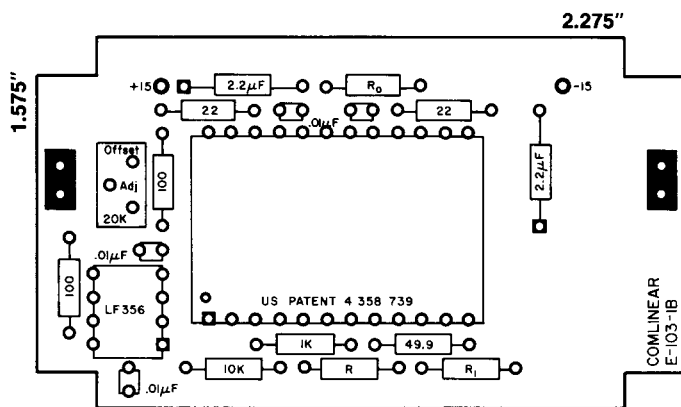 2.275"
1.575"
+15
2.2µF
R₀
-15
22
.01µF
22
Offset
Adj
20K
100
2.2µF
.01µF
100
LF356
US PATENT 4 358 739
1K
49.9
10K
R
R₁
.01µF
COMLINEAR
E-103-1B